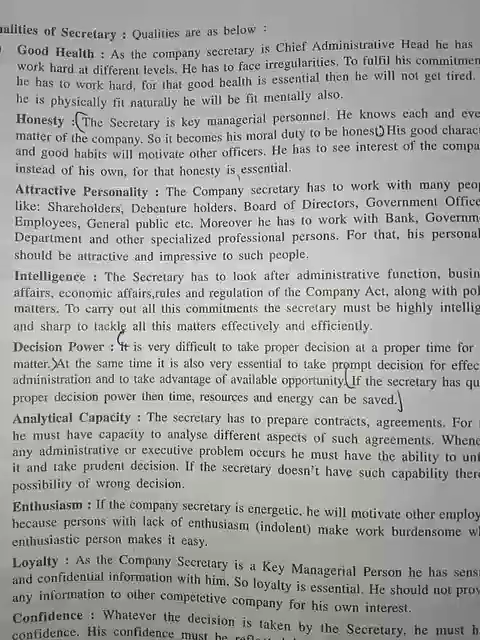 alities of Secretary : Qualities are as below :
Good Health : As the company secretary is Chief Administrative Head he has
work hard at different levels. He has to face irregularities. To fulfil his commitmen
he has to work hard, for that good health is essential then he will not get tired.
he is physically fit naturally he will be fit mentally also.
Honesty : The Secretary is key managerial personnel. He knows each and eve
matter of the company. So it becomes his moral duty to be honest. His good charac
and good habits will motivate other officers. He has to see interest of the compa
instead of his own, for that honesty is essential.
Attractive Personality : The Company secretary has to work with many peop
like: Shareholders, Debenture holders, Board of Directors, Government Office
Employees, General public etc. Moreover he has to work with Bank, Governm
Department and other specialized professional persons. For that, his personal
should be attractive and impressive to such people.
Intelligence : The Secretary has to look after administrative function, busin
affairs, economic affairs,rules and regulation of the Company Act, along with pol
matters. To carry out all this commitments the secretary must be highly intellig
and sharp to tackle all this matters effectively and efficiently.
Decision Power : It is very difficult to take proper decision at a proper time for
matter. At the same time it is also very essential to take prompt decision for effec
administration and to take advantage of available opportunity. If the secretary has qu
proper decision power then time, resources and energy can be saved.
Analytical Capacity : The secretary has to prepare contracts, agreements. For
he must have capacity to analyse different aspects of such agreements. Whene
any administrative or executive problem occurs he must have the ability to un
it and take prudent decision. If the secretary doesn't have such capability ther
possibility of wrong decision.
Enthusiasm : If the company secretary is energetic, he will motivate other employ
because persons with lack of enthusiasm (indolent) make work burdensome w
enthusiastic person makes it easy.
Loyalty : As the Company Secretary is a Key Managerial Person he has sens
and confidential information with him. So loyalty is essential. He should not prov
any information to other competetive company for his own interest.
Confidence : Whatever the decision is taken by the Secretary, he must h
confidence. His confidence must be